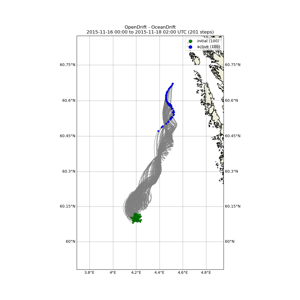 OpenDrift - OceanDrift
2015-11-16 00:00 to 2015-11-18 02:00 UTC (201 steps)
initial (100)
active (100)
60.75°N
60.75°N
60.6°N
60.6°N
60.45°N
60.45°N
60.3°N
60.3°N
60.15°N
60.15°N
60°N
60°N
3.8°E
4°E
4.2°E
4.4°E
4.6°E
4.8°E